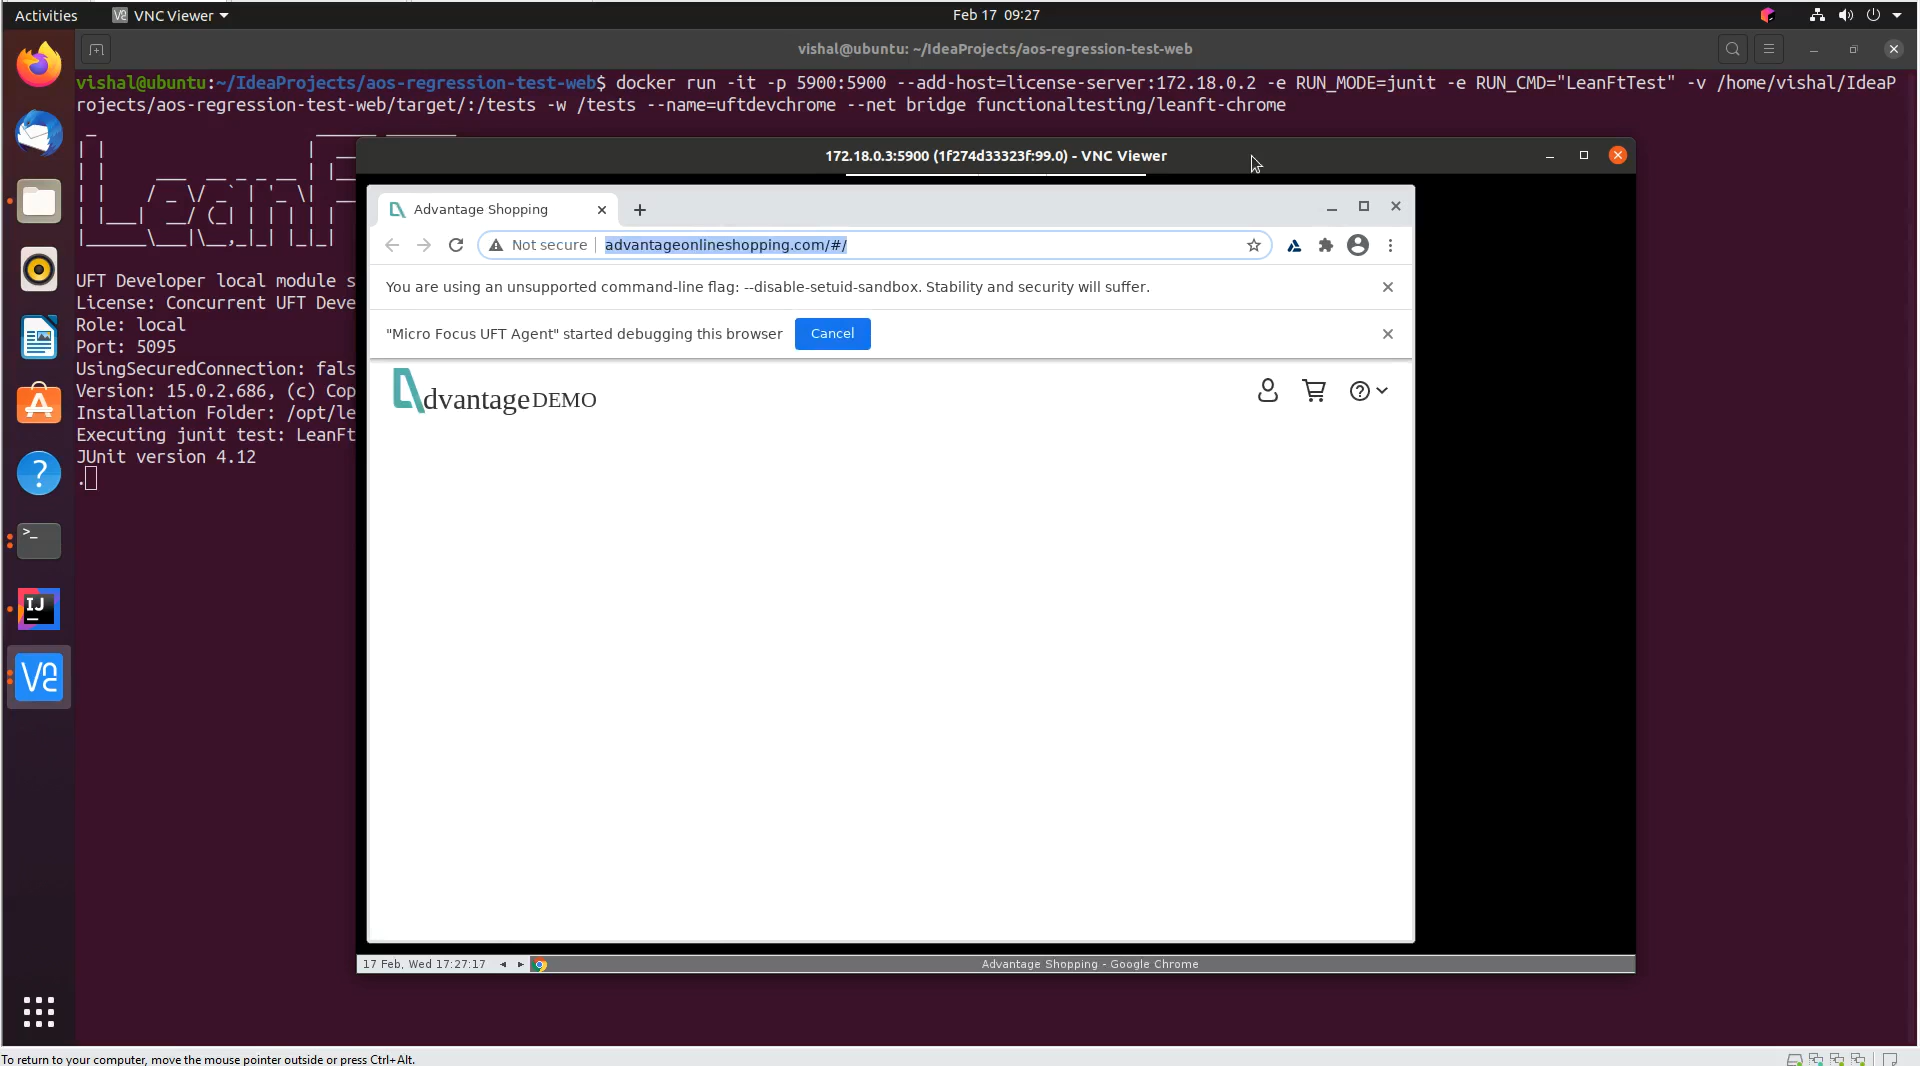 Activities
VNC Viewer
Feb 17 09:27
vishal@ubuntu: ~/IdeaProjects/aos-regression-test-web
vishal@ubuntu:~/IdeaProjects/aos-regression-test-web$ docker run -it -p 5900:5900 --add-host=license-server:172.18.0.2 -e RUN_MODE=junit -e RUN_CMD="LeanFtTest" -v /home/vishal/IdeaP
rojects/aos-regression-test-web/target/:/tests -w /tests --name=uftdevchrome --net bridge functionaltesting/leanft-chrome
UFT Developer local module s
License: Concurrent UFT Deve
Role: local
Port: 5095
UsingSecuredConnection: fals
Version: 15.0.2.686, (c) Cop
Installation Folder: /opt/le
Executing junit test: LeanFt
JUnit version 4.12
.
172.18.0.3:5900 (1f274d33323f:99.0) - VNC Viewer
Advantage Shopping
Not secure | advantageonlineshopping.com/#/
You are using an unsupported command-line flag: --disable-setuid-sandbox. Stability and security will suffer.
"Micro Focus UFT Agent" started debugging this browser Cancel
dvantage DEMO
17 Feb, Wed 17:27:17
Advantage Shopping - Google Chrome
To return to your computer, move the mouse pointer outside or press Ctrl+Alt.